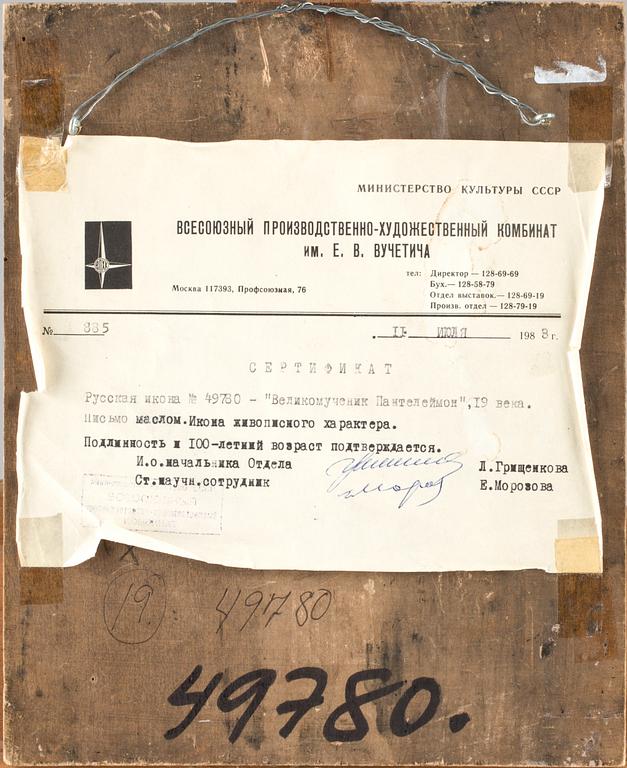 МИНИСТЕРСТВО КУЛЬТУРЫ СССР
ВСЕСОЮЗНЫЙ ПРОИЗВОДСТВЕННО-ХУДОЖЕСТВЕННЫЙ КОМБИНАТ
им. Е. В. ВУЧЕТИЧА
тел: Директор — 128-69-69
Бух.— 128-58-79
Отдел выставок.— 128-69-19
Произв. отдел — 128-79-19
Москва 117393, Профсоюзная, 76
№ 885
11 ИЮЛЯ 1983 г.
СЕРТИФИКАТ
Русская икона № 49780 - "Великомученик Пантелеймон", 19 века.
Письмо маслом. Икона живописного характера.
Подлинность и 100-летний возраст подтверждается.
И.о.начальника Отдела Л.Грищенкова
Ст.научн.сотрудник Е.Морозова
19.
49780
49780.